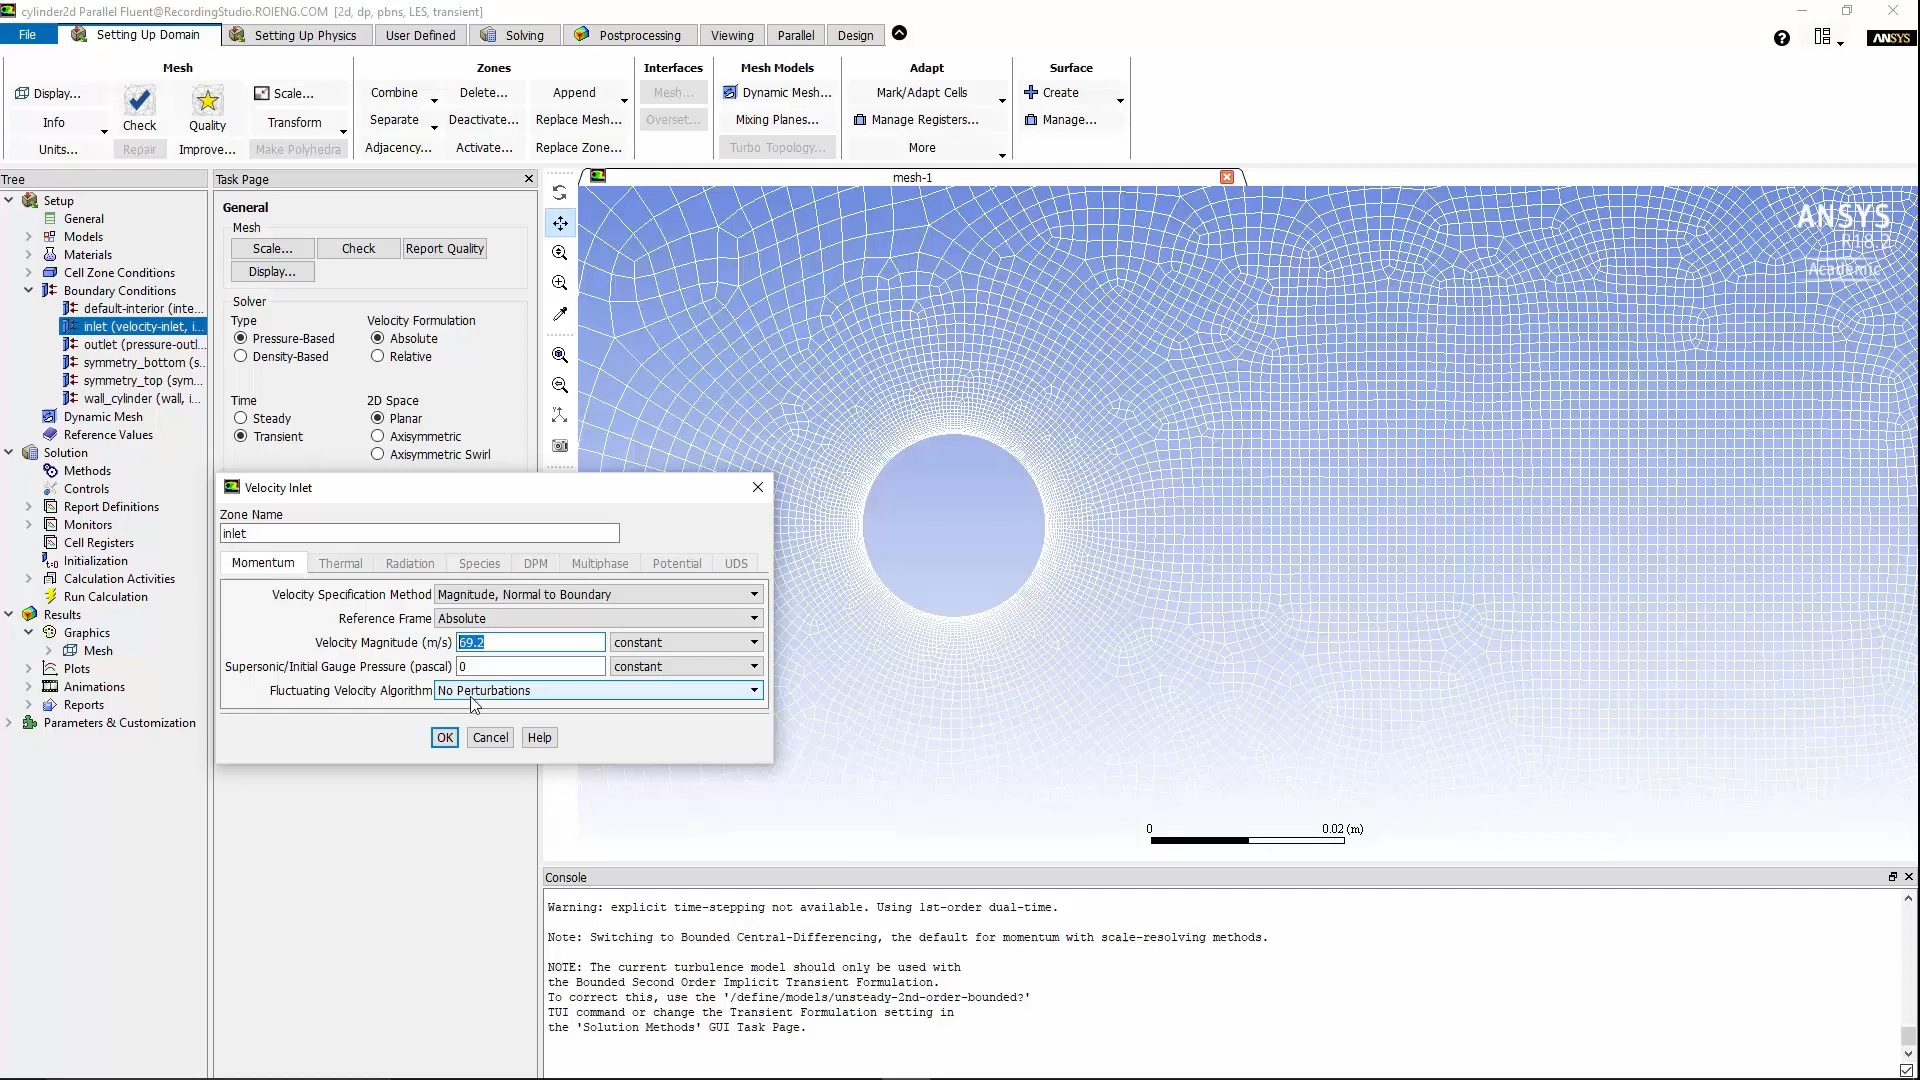 cylinder2d Parallel Fluent@RecordingStudio.ROIENG.COM [2d, dp, pbns, LES, transient]
File
Setting Up Domain
Setting Up Physics
User Defined
Solving
Postprocessing
Viewing
Parallel
Design
ANSYS
Mesh
Zones
Interfaces
Mesh Models
Adapt
Surface
Display...
Scale...
Combine
Delete...
Append
Mesh...
Dynamic Mesh...
Mark/Adapt Cells
Create
Info
Check
Quality
Transform
Separate
Deactivate...
Replace Mesh...
Overset...
Mixing Planes...
Manage Registers...
Manage...
Units...
Repair
Improve...
Make Polyhedra
Adjacency...
Activate...
Replace Zone...
Turbo Topology...
More
Tree
Setup
General
Models
Materials
Cell Zone Conditions
Boundary Conditions
default-interior (inte...
inlet (velocity-inlet, i...
outlet (pressure-outl...
symmetry_bottom (s...
symmetry_top (sym...
wall_cylinder (wall, i...
Dynamic Mesh
Reference Values
Solution
Methods
Controls
Report Definitions
Monitors
Cell Registers
Initialization
Calculation Activities
Run Calculation
Results
Graphics
Mesh
Plots
Animations
Reports
Parameters & Customization
Task Page
General
Mesh
Scale...
Check
Report Quality
Display...
Solver
Type
Velocity Formulation
Pressure-Based
Absolute
Density-Based
Relative
Time
2D Space
Steady
Planar
Transient
Axisymmetric
Axisymmetric Swirl
Velocity Inlet
Zone Name
inlet
Momentum
Thermal
Radiation
Species
DPM
Multiphase
Potential
UDS
Velocity Specification Method
Magnitude, Normal to Boundary
Reference Frame
Absolute
Velocity Magnitude (m/s)
69.2
constant
Supersonic/Initial Gauge Pressure (pascal)
0
constant
Fluctuating Velocity Algorithm
No Perturbations
OK
Cancel
Help
mesh-1
ANSYS
R18.2
Academic
0
0.02 (m)
Console
Warning: explicit time-stepping not available. Using 1st-order dual-time.
Note: Switching to Bounded Central-Differencing, the default for momentum with scale-resolving methods.
NOTE: The current turbulence model should only be used with
the Bounded Second Order Implicit Transient Formulation.
To correct this, use the '/define/models/unsteady-2nd-order-bounded?'
TUI command or change the Transient Formulation setting in
the 'Solution Methods' GUI Task Page.